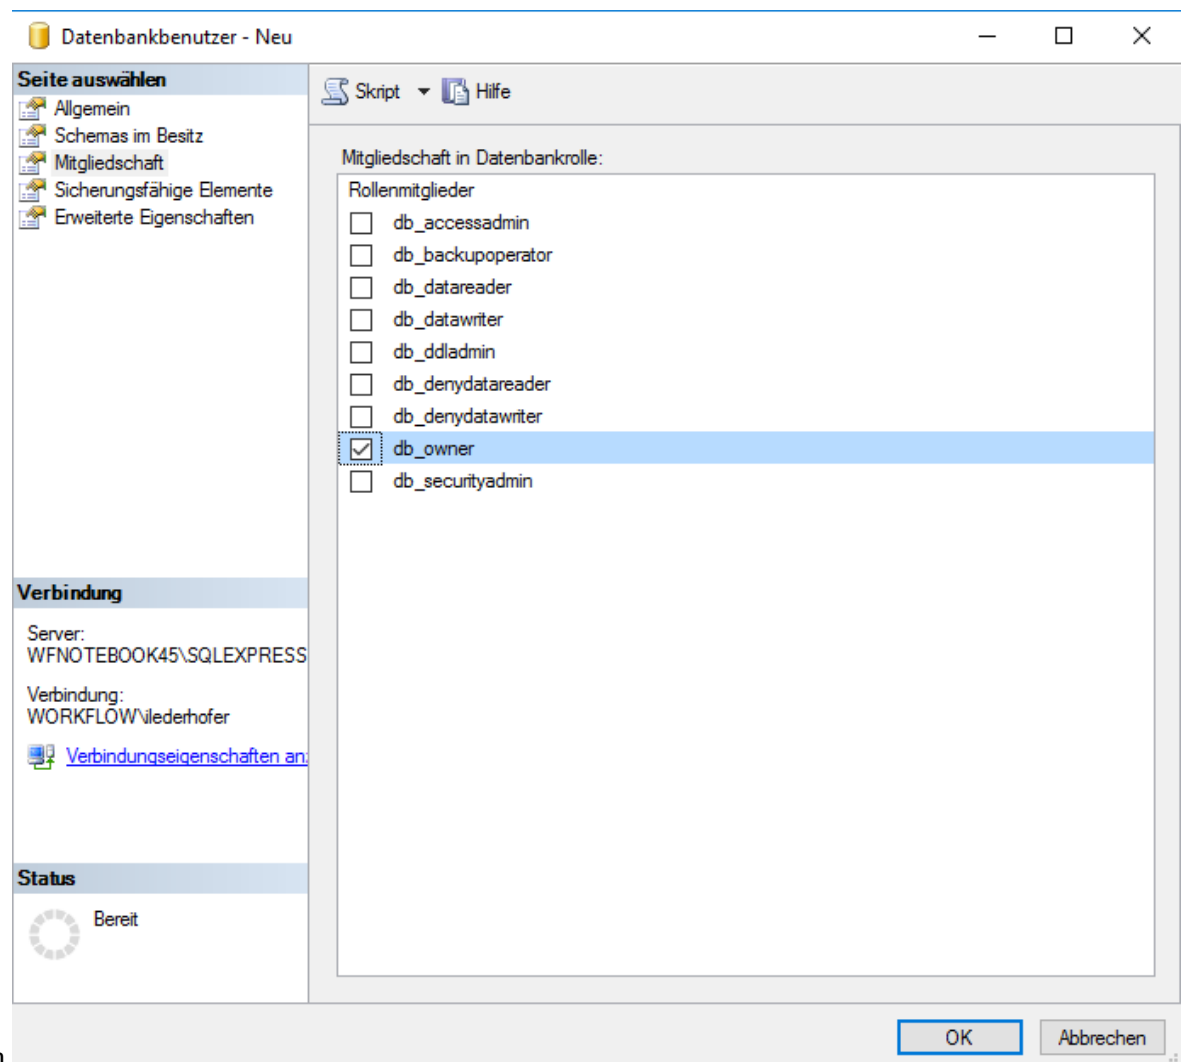 Datenbankbenutzer - Neu
Seite auswählen
Allgemein
Schemas im Besitz
Mitgliedschaft
Sicherungsfähige Elemente
Erweiterte Eigenschaften
Skript Hilfe
Mitgliedschaft in Datenbankrolle:
Rollenmitglieder
db_accessadmin
db_backupoperator
db_datareader
db_datawriter
db_ddladmin
db_denydatareader
db_denydatawriter
db_owner
db_securityadmin
Verbindung
Server:
WFNOTEBOOK45\SQLEXPRESS
Verbindung:
WORKFLOW\ilederhofer
Verbindungseigenschaften
Status
Bereit
OK Abbrechen